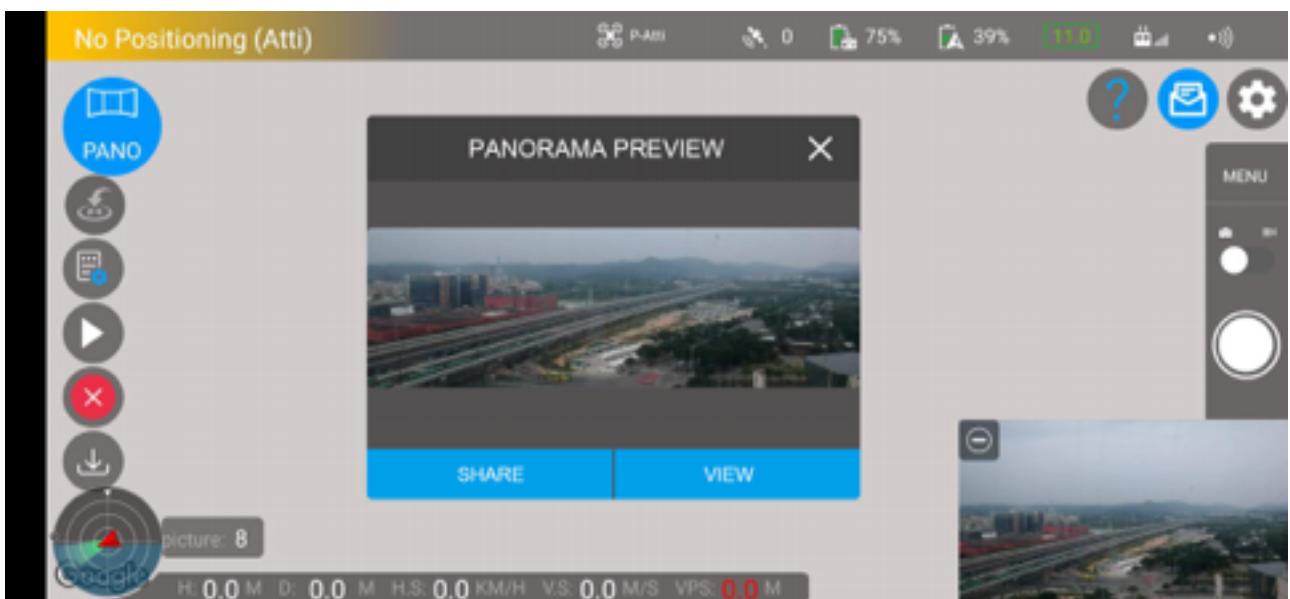 No Positioning (Atti) P-Atti 0 75% 39% 11.0
PANO
PANORAMA PREVIEW
MENU
SHARE VIEW
picture: 8
Google
H: 0.0 M D: 0.0 M H.S: 0.0 KM/H V.S: 0.0 M/S VPS: 0.0 M